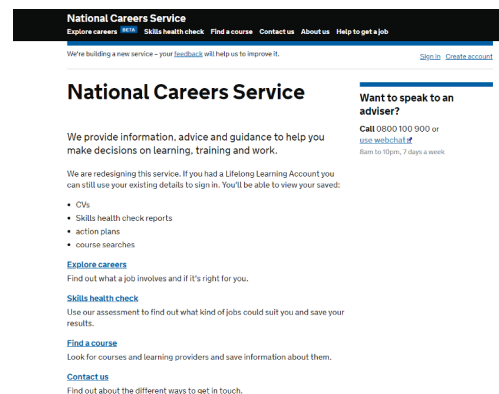 National Careers Service
Explore careers BETA Skills health check Find a course Contact us About us Help to get a job
We're building a new service – your feedback will help us to improve it.
Sign in Create account
National Careers Service
We provide information, advice and guidance to help you
make decisions on learning, training and work.
We are redesigning this service. If you had a Lifelong Learning Account you
can still use your existing details to sign in. You'll be able to view your saved:
• CVs
• Skills health check reports
• action plans
• course searches
Explore careers
Find out what a job involves and if it's right for you.
Skills health check
Use our assessment to find out what kind of jobs could suit you and save your
results.
Find a course
Look for courses and learning providers and save information about them.
Contact us
Find out about the different ways to get in touch.
Want to speak to an
adviser?
Call 0800 100 900 or
use webchat
8am to 10pm, 7 days a week